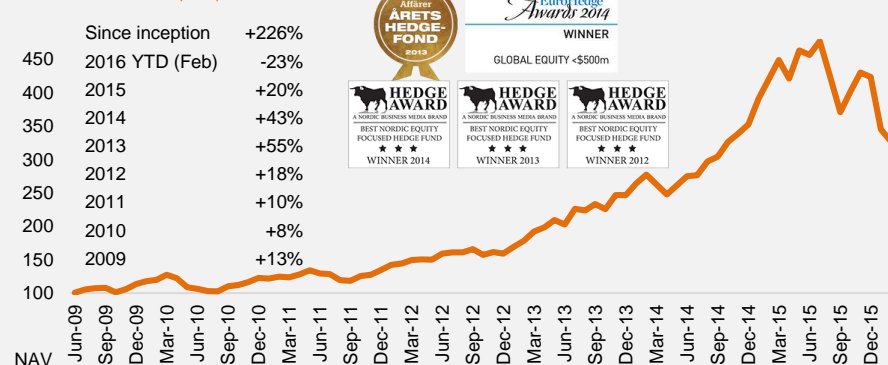 Since inception +226%
2016 YTD (Feb) -23%
2015 +20%
2014 +43%
2013 +55%
2012 +18%
2011 +10%
2010 +8%
2009 +13%
Affärer
ÅRETS
HEDGE-
FOND
2013
EuroHedge
Awards 2014
WINNER
GLOBAL EQUITY <$500m
HEDGE
AWARD
A NORDIC BUSINESS MEDIA BRAND
BEST NORDIC EQUITY
FOCUSED HEDGE FUND
WINNER 2014
HEDGE
AWARD
A NORDIC BUSINESS MEDIA BRAND
BEST NORDIC EQUITY
FOCUSED HEDGE FUND
WINNER 2013
HEDGE
AWARD
A NORDIC BUSINESS MEDIA BRAND
BEST NORDIC EQUITY
FOCUSED HEDGE FUND
WINNER 2012
450
400
350
300
250
200
150
100
NAV
Jun-09
Sep-09
Dec-09
Mar-10
Jun-10
Sep-10
Dec-10
Mar-11
Jun-11
Sep-11
Dec-11
Mar-12
Jun-12
Sep-12
Dec-12
Mar-13
Jun-13
Sep-13
Dec-13
Mar-14
Jun-14
Sep-14
Dec-14
Mar-15
Jun-15
Sep-15
Dec-15